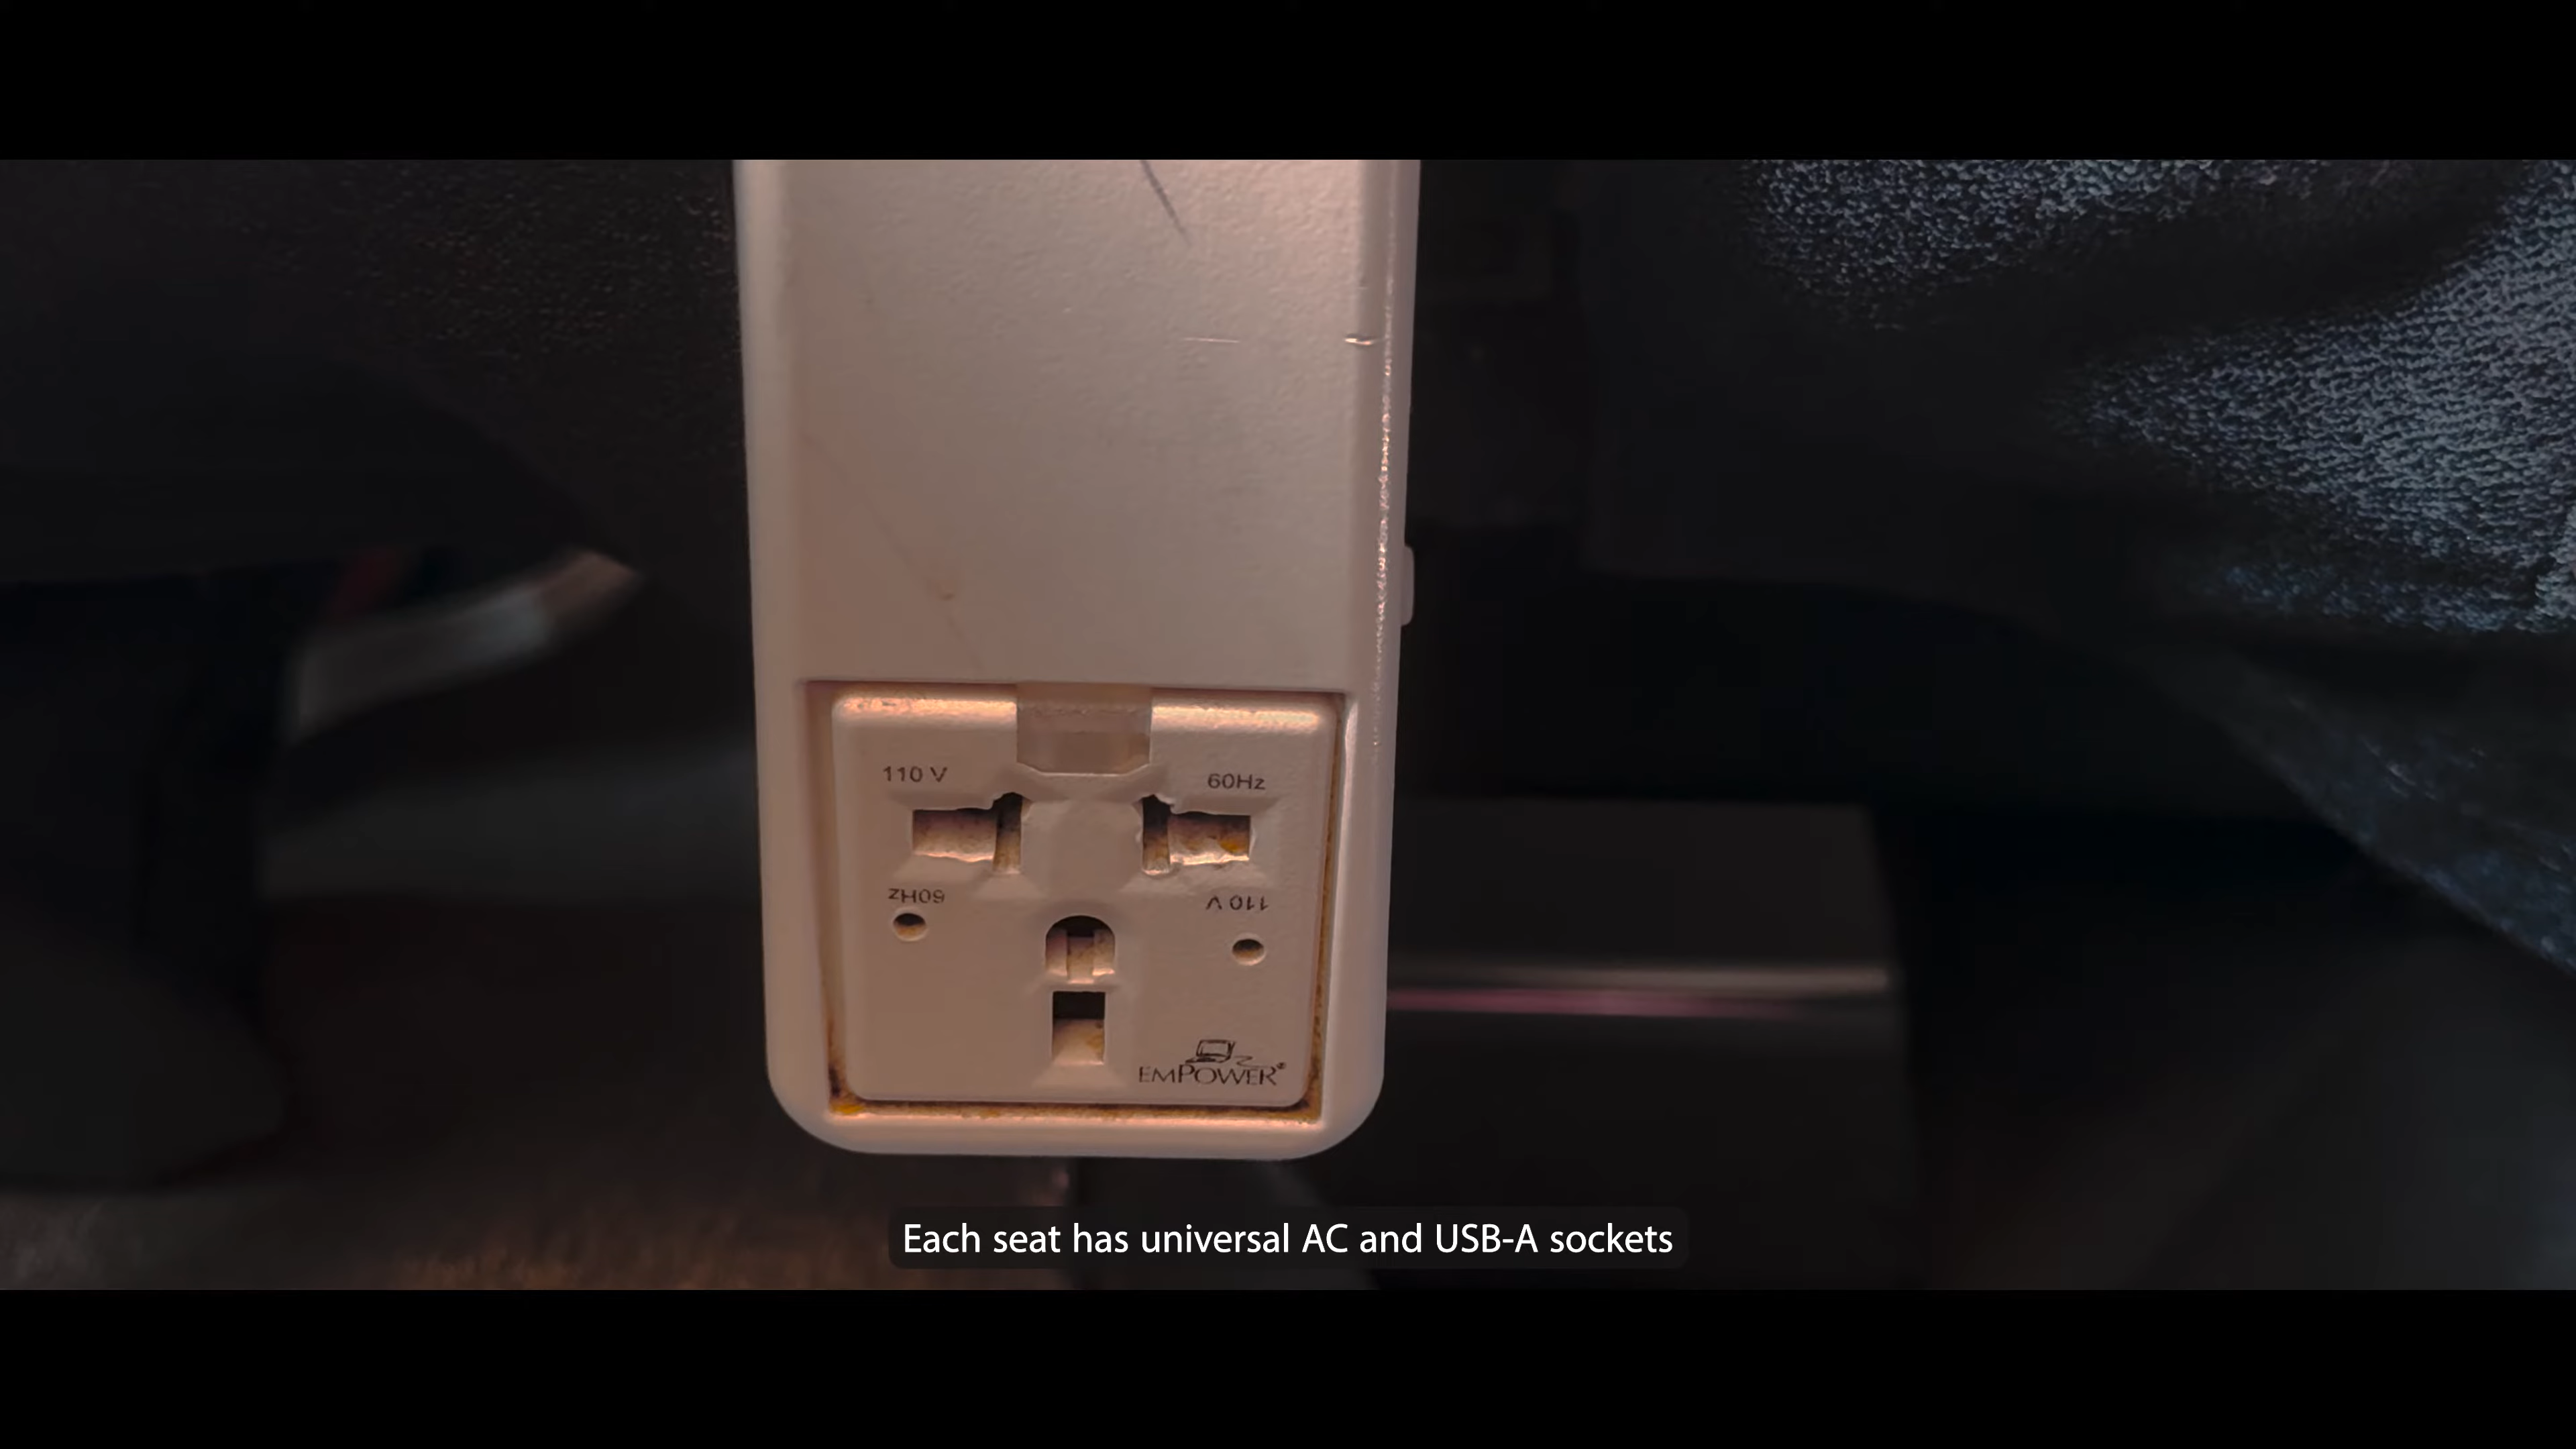 110 V 60Hz
60Hz 110 V
EMPOWER®
Each seat has universal AC and USB-A sockets